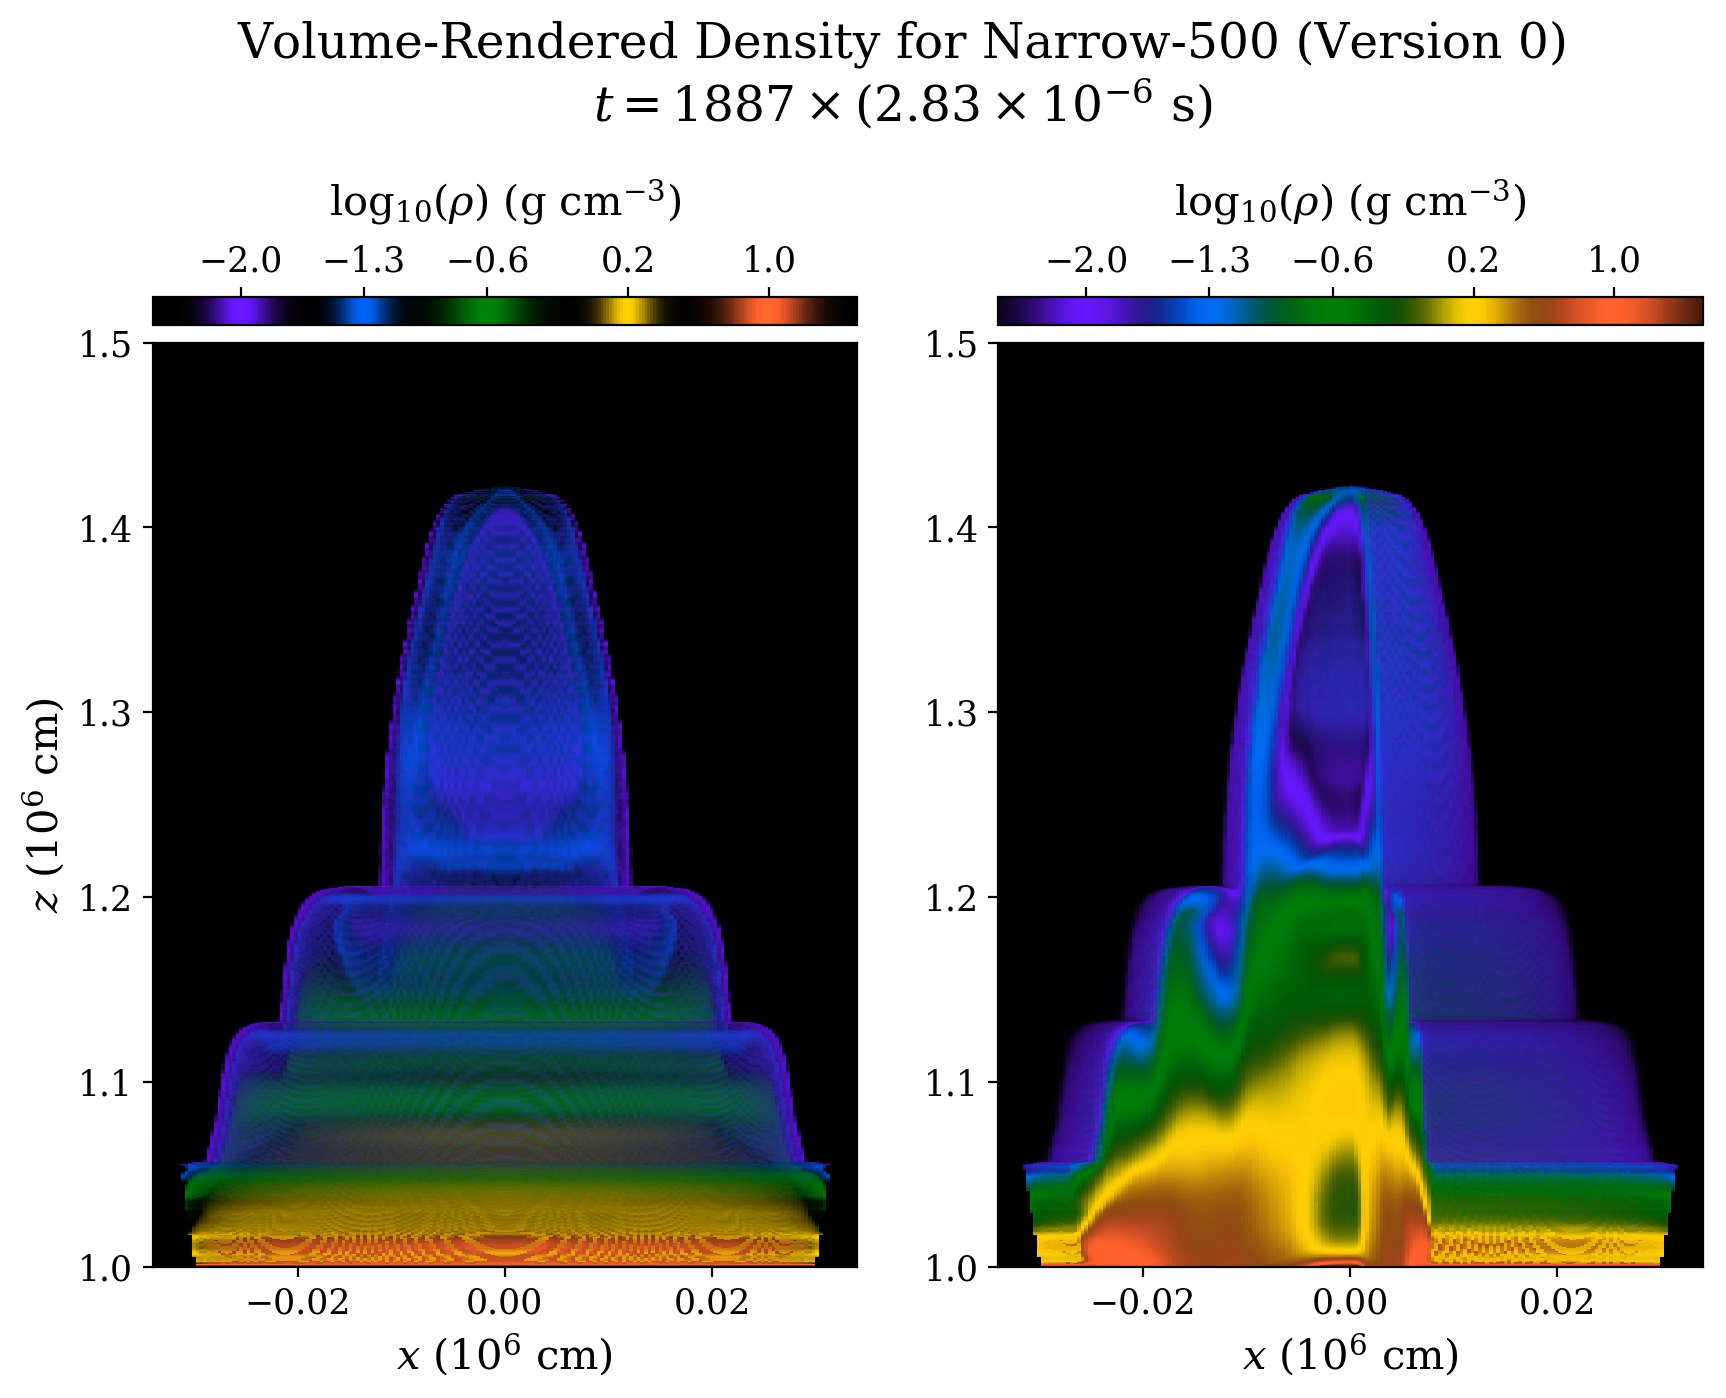 Volume-Rendered Density for Narrow-500 (Version 0)
t = 1887 × (2.83 × 10⁻⁶ s)
log₁₀(ρ) (g cm⁻³)
−2.0 −1.3 −0.6 0.2 1.0
1.5
1.4
1.3
1.2
1.1
1.0
z (10⁶ cm)
−0.02 0.00 0.02
x (10⁶ cm)
log₁₀(ρ) (g cm⁻³)
−2.0 −1.3 −0.6 0.2 1.0
1.5
1.4
1.3
1.2
1.1
1.0
−0.02 0.00 0.02
x (10⁶ cm)